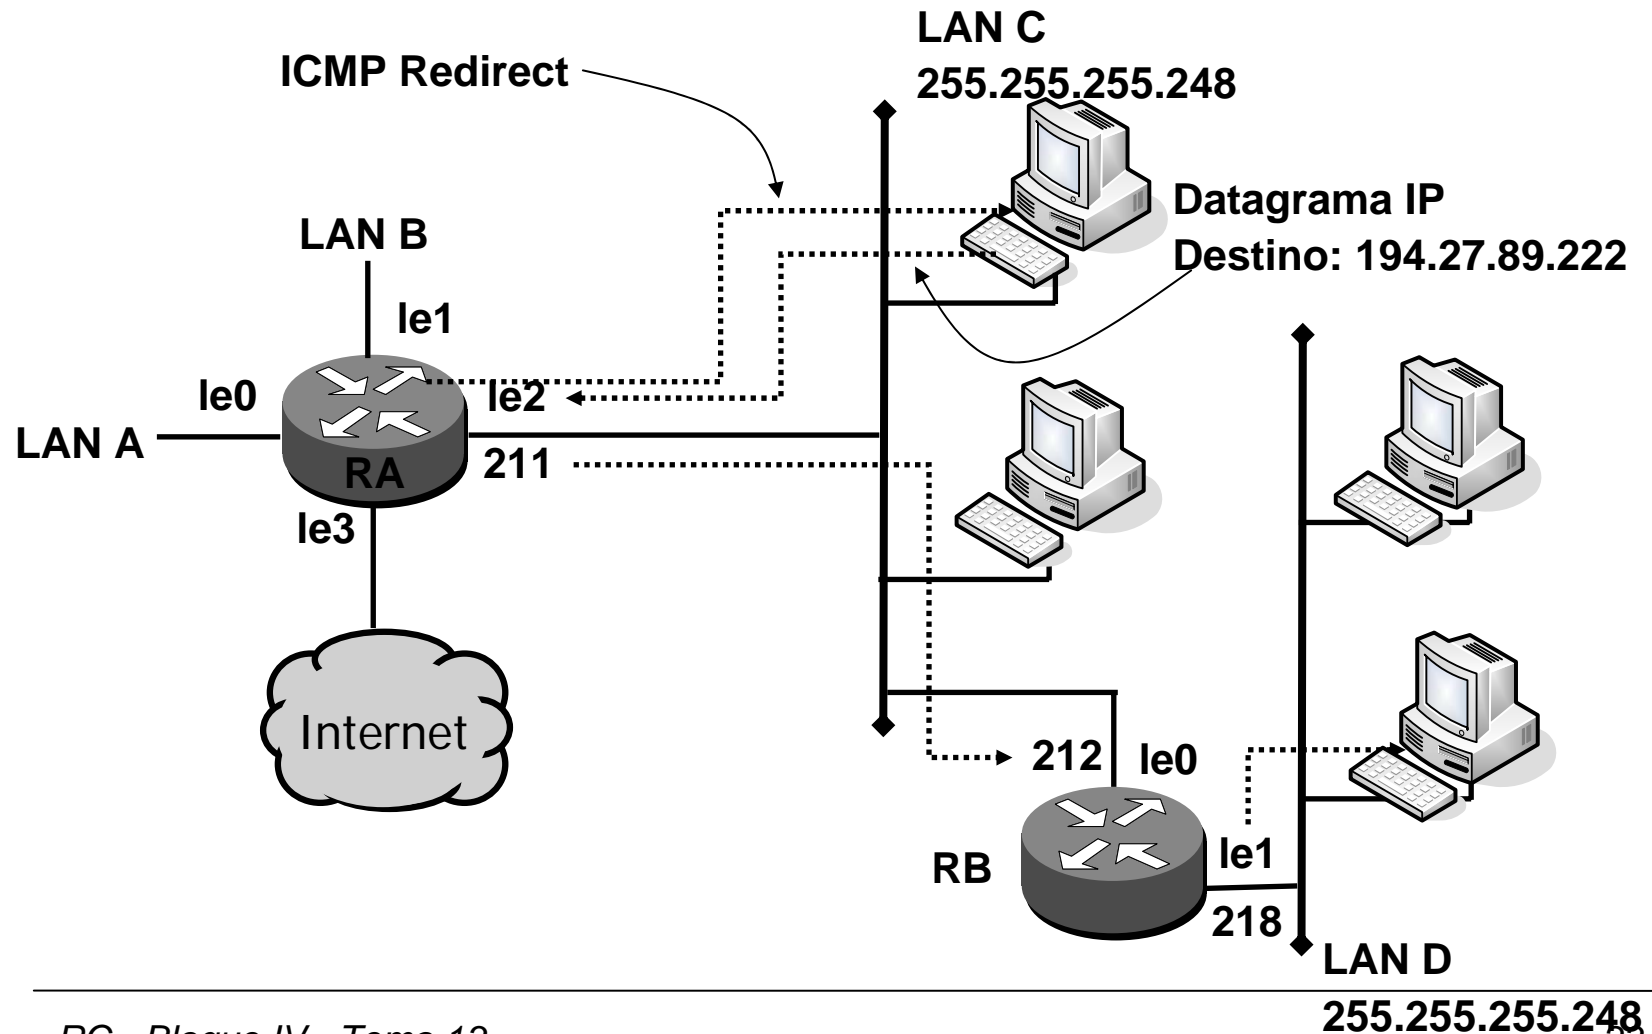 LAN C
255.255.255.248
ICMP Redirect
Datagrama IP
Destino: 194.27.89.222
LAN B
le1
le0
le2
LAN A
RA
211
le3
Internet
212
le0
RB
le1
218
LAN D
255.255.255.248